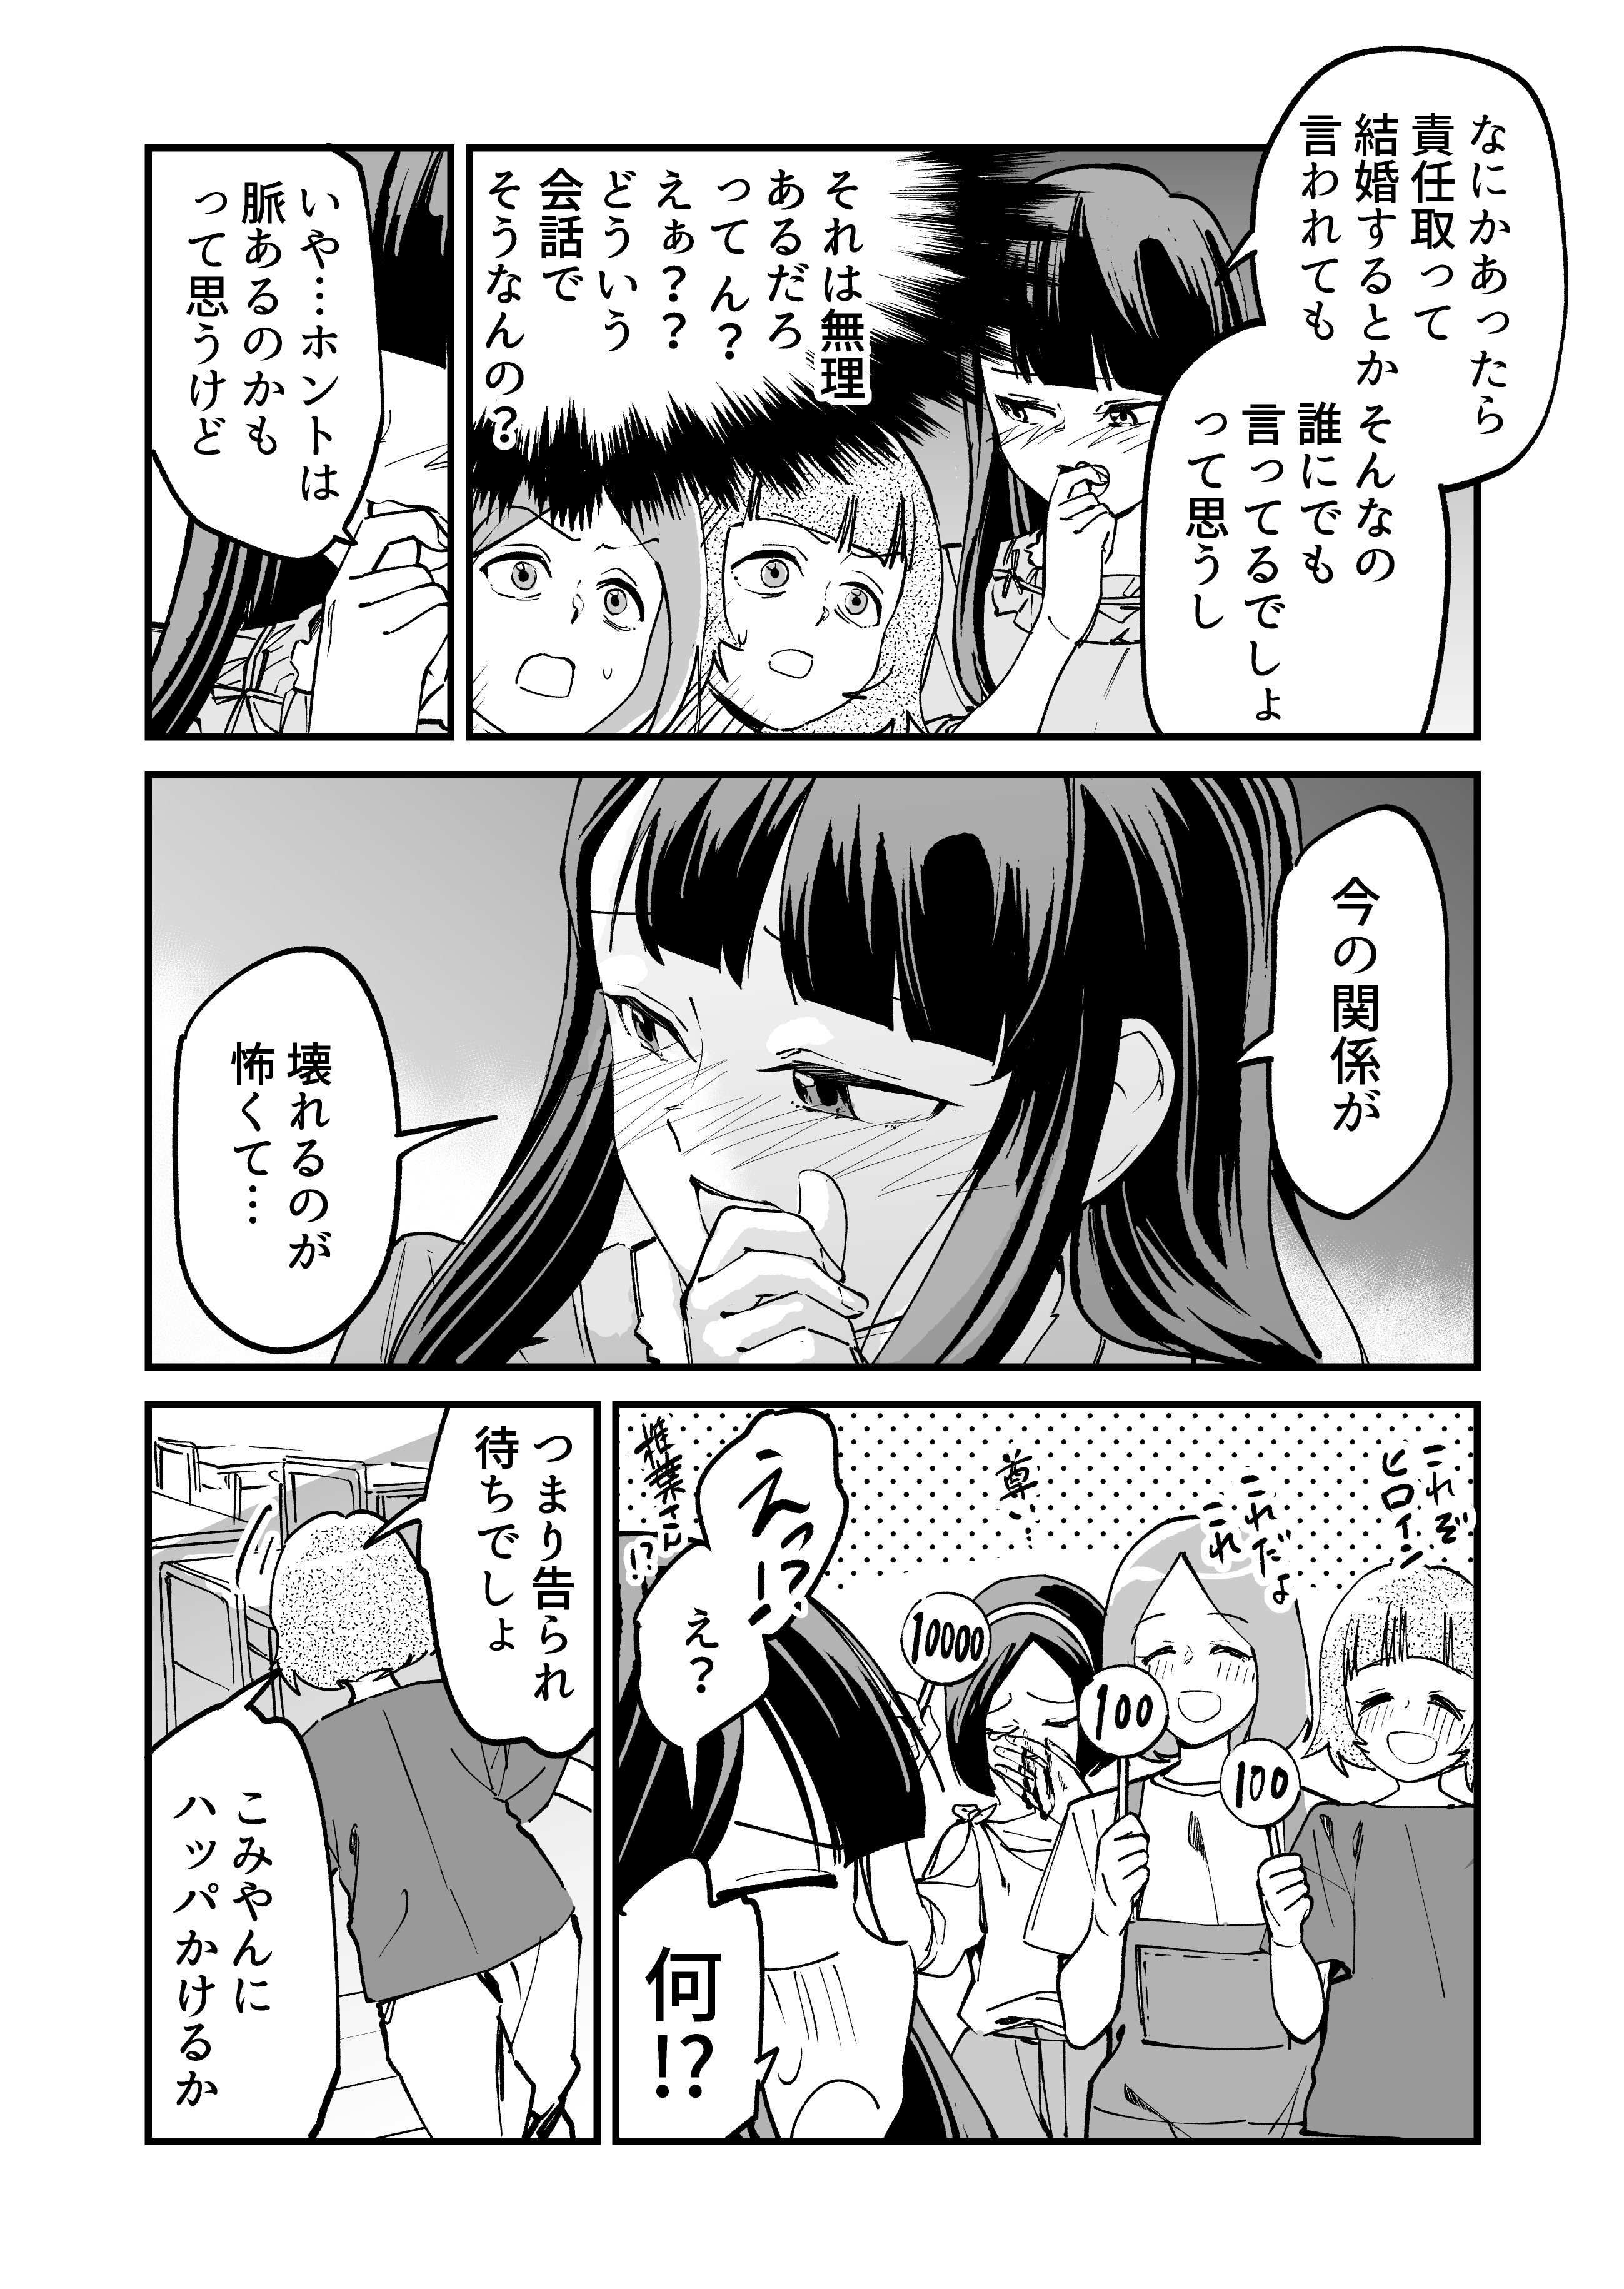 なにかあったら
責任取って
結婚するとか
言われても
そんなの
誰にでも
言ってるでしょ
って思うし
それは無理
あるだろ
ってん?
えぁ??
どういう
会話で
そうなんの?
いや…ホントは
脈あるのかも
って思うけど
今の関係が
壊れるのが
怖くて…
これぞ
ヒロイン
これだよ
これ
尊い…
椎葉さん
!?
100
100
10000
えっ!?
え?
何!?
つまり告られ
待ちでしょ
こみやんに
ハッパかけるか